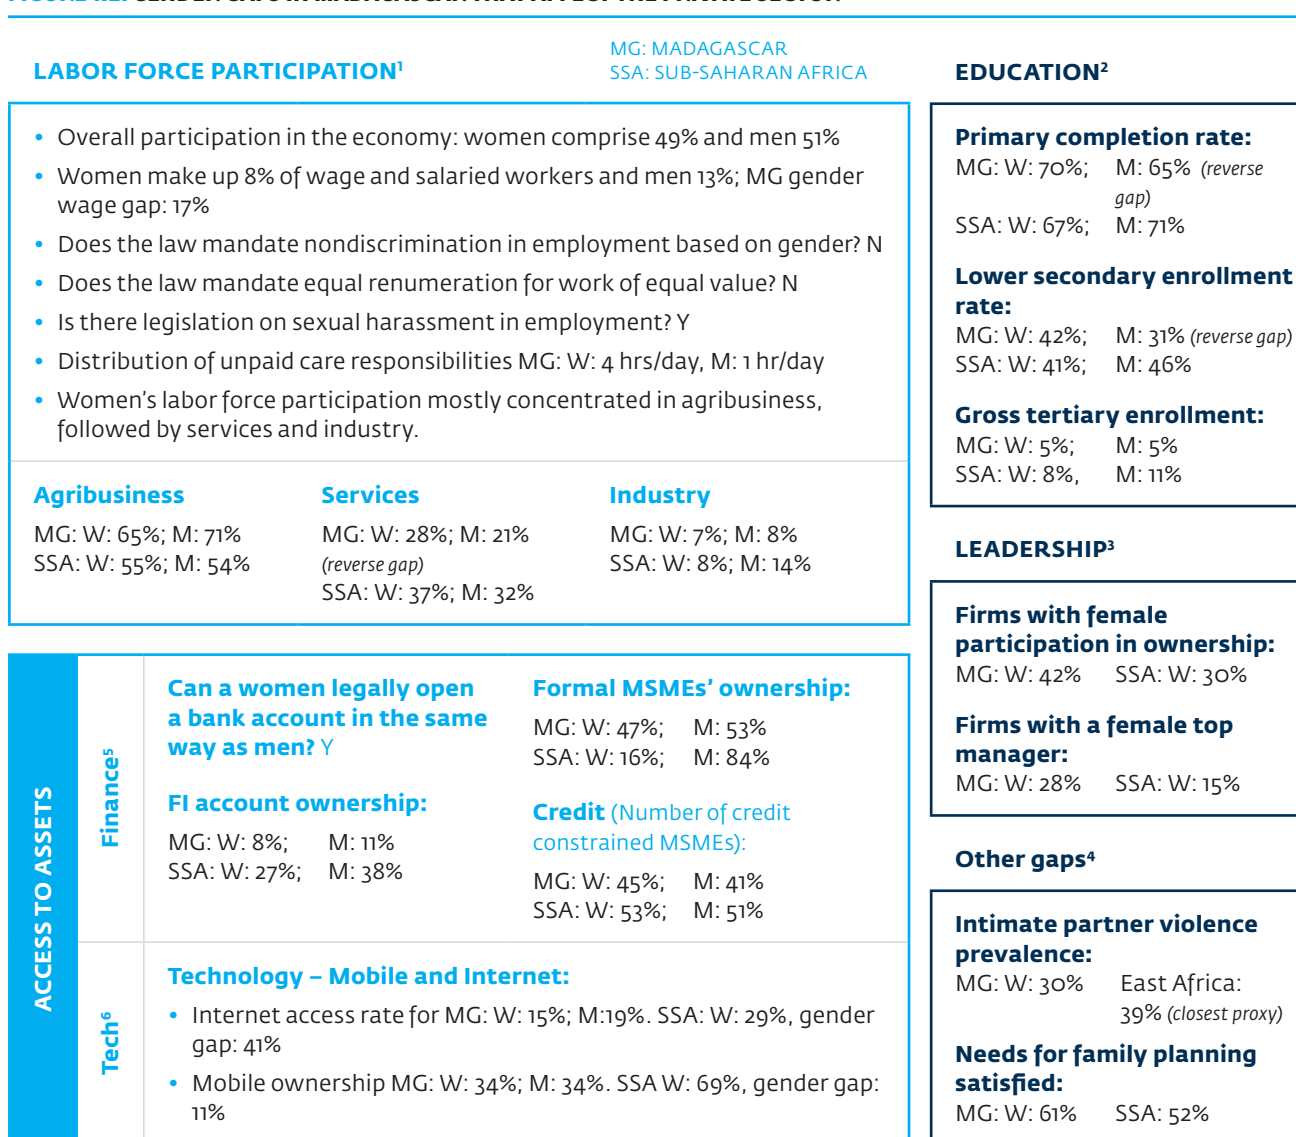 MG: MADAGASCAR
SSA: SUB-SAHARAN AFRICA
LABOR FORCE PARTICIPATION¹
• Overall participation in the economy: women comprise 49% and men 51%
• Women make up 8% of wage and salaried workers and men 13%; MG gender
wage gap: 17%
• Does the law mandate nondiscrimination in employment based on gender? N
• Does the law mandate equal renumeration for work of equal value? N
• Is there legislation on sexual harassment in employment? Y
• Distribution of unpaid care responsibilities MG: W: 4 hrs/day, M: 1 hr/day
• Women's labor force participation mostly concentrated in agribusiness,
followed by services and industry.
Agribusiness
MG: W: 65%; M: 71%
SSA: W: 55%; M: 54%
Services
MG: W: 28%; M: 21%
(reverse gap)
SSA: W: 37%; M: 32%
Industry
MG: W: 7%; M: 8%
SSA: W: 8%; M: 14%
ACCESS TO ASSETS
Finance⁵
Can a women legally open
a bank account in the same
way as men? Y
FI account ownership:
MG: W: 8%; M: 11%
SSA: W: 27%; M: 38%
Formal MSMEs' ownership:
MG: W: 47%; M: 53%
SSA: W: 16%; M: 84%
Credit (Number of credit
constrained MSMEs):
MG: W: 45%; M: 41%
SSA: W: 53%; M: 51%
Tech⁶
Technology – Mobile and Internet:
• Internet access rate for MG: W: 15%; M:19%. SSA: W: 29%, gender
gap: 41%
• Mobile ownership MG: W: 34%; M: 34%. SSA W: 69%, gender gap:
11%
EDUCATION²
Primary completion rate:
MG: W: 70%; M: 65% (reverse
gap)
SSA: W: 67%; M: 71%
Lower secondary enrollment
rate:
MG: W: 42%; M: 31% (reverse gap)
SSA: W: 41%; M: 46%
Gross tertiary enrollment:
MG: W: 5%; M: 5%
SSA: W: 8%, M: 11%
LEADERSHIP³
Firms with female
participation in ownership:
MG: W: 42% SSA: W: 30%
Firms with a female top
manager:
MG: W: 28% SSA: W: 15%
Other gaps⁴
Intimate partner violence
prevalence:
MG: W: 30% East Africa:
39% (closest proxy)
Needs for family planning
satisfied:
MG: W: 61% SSA: 52%